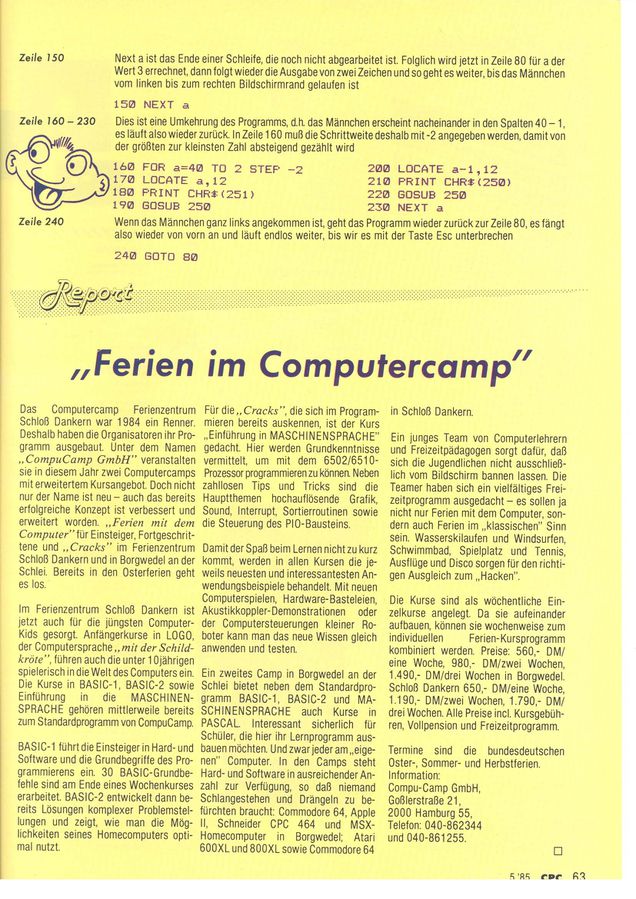 Zeile 150
Next a ist das Ende einer Schleife, die noch nicht abgearbeitet ist. Folglich wird jetzt in Zeile 80 für a der
Wert 3 errechnet, dann folgt wieder die Ausgabe von zwei Zeichen und so geht es weiter, bis das Männchen
vom linken bis zum rechten Bildschirmrand gelaufen ist
150 NEXT a
Zeile 160 – 230
Dies ist eine Umkehrung des Programms, d.h. das Männchen erscheint nacheinander in den Spalten 40 – 1,
es läuft also wieder zurück. In Zeile 160 muß die Schrittweite deshalb mit -2 angegeben werden, damit von
der größten zur kleinsten Zahl absteigend gezählt wird
160 FOR a=40 TO 2 STEP -2
170 LOCATE a,12
180 PRINT CHR$(251)
190 GOSUB 250
200 LOCATE a-1,12
210 PRINT CHR$(250)
220 GOSUB 250
230 NEXT a
Zeile 240
Wenn das Männchen ganz links angekommen ist, geht das Programm wieder zurück zur Zeile 80, es fängt
also wieder von vorn an und läuft endlos weiter, bis wir es mit der Taste Esc unterbrechen
240 GOTO 80
Report
„Ferien im Computercamp”
Das Computercamp Ferienzentrum
Schloß Dankern war 1984 ein Renner.
Deshalb haben die Organisatoren ihr Pro-
gramm ausgebaut. Unter dem Namen
„CompuCamp GmbH” veranstalten
sie in diesem Jahr zwei Computercamps
mit erweitertem Kursangebot. Doch nicht
nur der Name ist neu – auch das bereits
erfolgreiche Konzept ist verbessert und
erweitert worden. „Ferien mit dem
Computer” für Einsteiger, Fortgeschrit-
tene und „Cracks” im Ferienzentrum
Schloß Dankern und in Borgwedel an der
Schlei. Bereits in den Osterferien geht
es los.
Im Ferienzentrum Schloß Dankern ist
jetzt auch für die jüngsten Computer-
Kids gesorgt. Anfängerkurse in LOGO,
der Computersprache „mit der Schild-
kröte”, führen auch die unter 10jährigen
spielerisch in die Welt des Computers ein.
Die Kurse in BASIC-1, BASIC-2 sowie
Einführung in die MASCHINEN-
SPRACHE gehören mittlerweile bereits
zum Standardprogramm von CompuCamp.
BASIC-1 führt die Einsteiger in Hard- und
Software und die Grundbegriffe des Pro-
grammierens ein. 30 BASIC-Grundbe-
fehle sind am Ende eines Wochenkurses
erarbeitet. BASIC-2 entwickelt dann be-
reits Lösungen komplexer Problemstel-
lungen und zeigt, wie man die Mög-
lichkeiten seines Homecomputers opti-
mal nutzt.
Für die „Cracks”, die sich im Program-
mieren bereits auskennen, ist der Kurs
„Einführung in MASCHINENSPRACHE”
gedacht. Hier werden Grundkenntnisse
vermittelt, um mit dem 6502/6510-
Prozessor programmieren zu können. Neben
zahllosen Tips und Tricks sind die
Hauptthemen hochauflösende Grafik,
Sound, Interrupt, Sortierroutinen sowie
die Steuerung des PIO-Bausteins.
Damit der Spaß beim Lernen nicht zu kurz
kommt, werden in allen Kursen die je-
weils neuesten und interessantesten An-
wendungsbeispiele behandelt. Mit neuen
Computerspielen, Hardware-Basteleien,
Akustikkoppler-Demonstrationen oder
der Computersteuerungen kleiner Ro-
boter kann man das neue Wissen gleich
anwenden und testen.
Ein zweites Camp in Borgwedel an der
Schlei bietet neben dem Standardpro-
gramm BASIC-1, BASIC-2 und MA-
SCHINENSPRACHE auch Kurse in
PASCAL. Interessant sicherlich für
Schüler, die hier ihr Lernprogramm aus-
bauen möchten. Und zwar jeder am „eige-
nen” Computer. In den Camps steht
Hard- und Software in ausreichender An-
zahl zur Verfügung, so daß niemand
Schlangestehen und Drängeln zu be-
fürchten braucht: Commodore 64, Apple
II, Schneider CPC 464 und MSX-
Homecomputer in Borgwedel; Atari
600XL und 800XL sowie Commodore 64
in Schloß Dankern.
Ein junges Team von Computerlehrern
und Freizeitpädagogen sorgt dafür, daß
sich die Jugendlichen nicht ausschließ-
lich vom Bildschirm bannen lassen. Die
Teamer haben sich ein vielfältiges Frei-
zeitprogramm ausgedacht – es sollen ja
nicht nur Ferien mit dem Computer, son-
dern auch Ferien im „klassischen” Sinn
sein. Wasserskilaufen und Windsurfen,
Schwimmbad, Spielplatz und Tennis,
Ausflüge und Disco sorgen für den richti-
gen Ausgleich zum „Hacken”.
Die Kurse sind als wöchentliche Ein-
zelkurse angelegt. Da sie aufeinander
aufbauen, können sie wochenweise zum
individuellen Ferien-Kursprogramm
kombiniert werden. Preise: 560,- DM/
eine Woche, 980,- DM/zwei Wochen,
1.490,- DM/drei Wochen in Borgwedel.
Schloß Dankern 650,- DM/eine Woche,
1.190,- DM/zwei Wochen, 1.790,- DM/
drei Wochen. Alle Preise incl. Kursgebüh-
ren, Vollpension und Freizeitprogramm.
Termine sind die bundesdeutschen
Oster-, Sommer- und Herbstferien.
Information:
Compu-Camp GmbH,
Goßlerstraße 21,
2000 Hamburg 55,
Telefon: 040-862344
und 040-861255.
5 '85 CPC 63